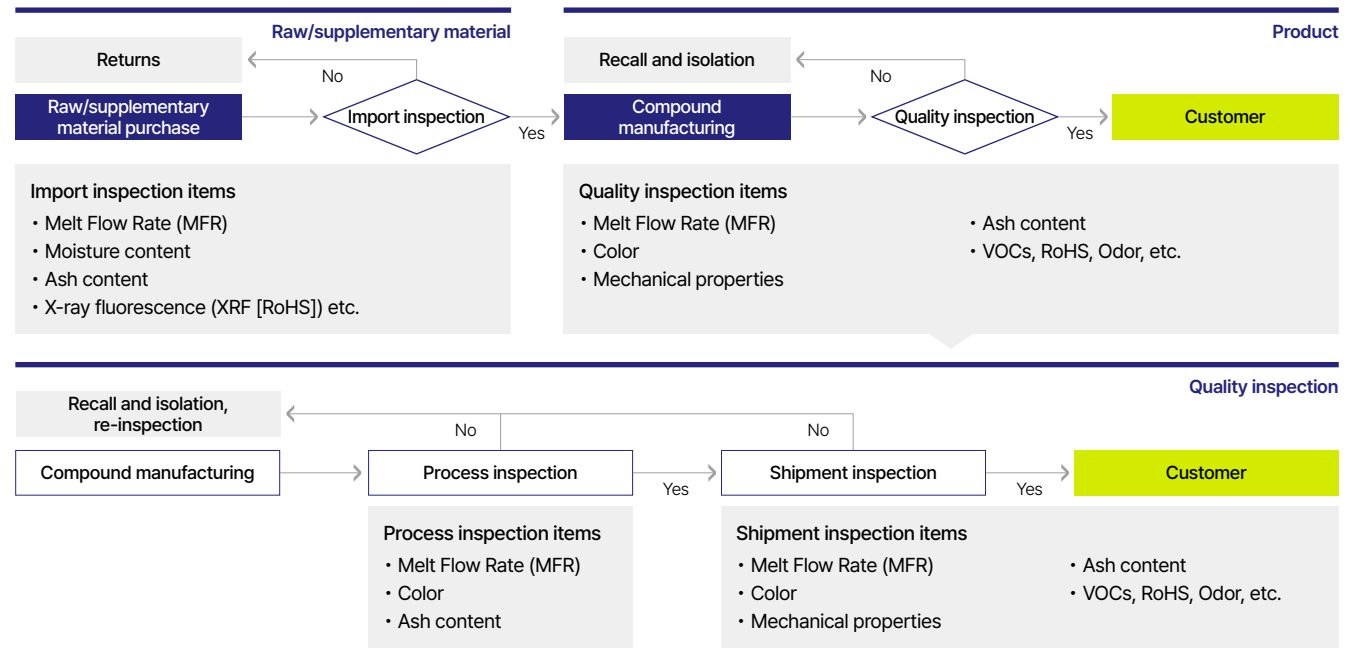 Raw/supplementary material
Returns
No
Raw/supplementary
material purchase
Import inspection
Yes
Import inspection items
• Melt Flow Rate (MFR)
• Moisture content
• Ash content
• X-ray fluorescence (XRF [RoHS]) etc.
Product
Recall and isolation
No
Compound
manufacturing
Quality inspection
Yes
Customer
Quality inspection items
• Melt Flow Rate (MFR)
• Color
• Mechanical properties
• Ash content
• VOCs, RoHS, Odor, etc.
Quality inspection
Recall and isolation,
re-inspection
No
No
Compound manufacturing
Process inspection
Yes
Shipment inspection
Yes
Customer
Process inspection items
• Melt Flow Rate (MFR)
• Color
• Ash content
Shipment inspection items
• Melt Flow Rate (MFR)
• Color
• Mechanical properties
• Ash content
• VOCs, RoHS, Odor, etc.